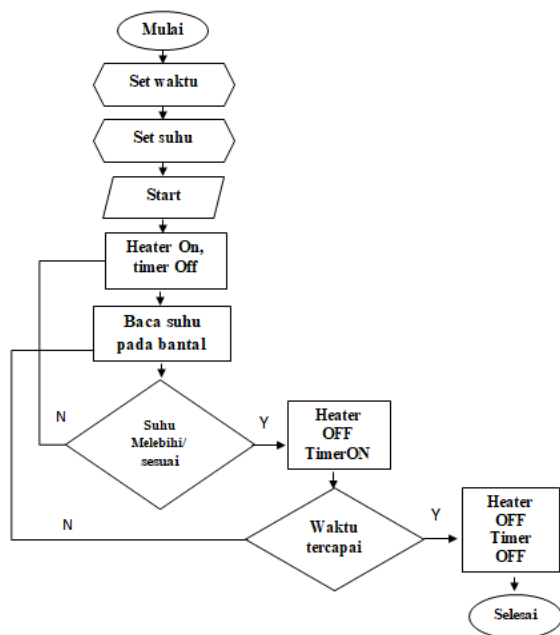 Mulai
Set waktu
Set suhu
Start
Heater On,
timer Off
Baca suhu
pada bantal
N
Suhu
Melebihi/
sesuai
Y
Heater
OFF
TimerON
N
Waktu
tercapai
Y
Heater
OFF
Timer
OFF
Selesai